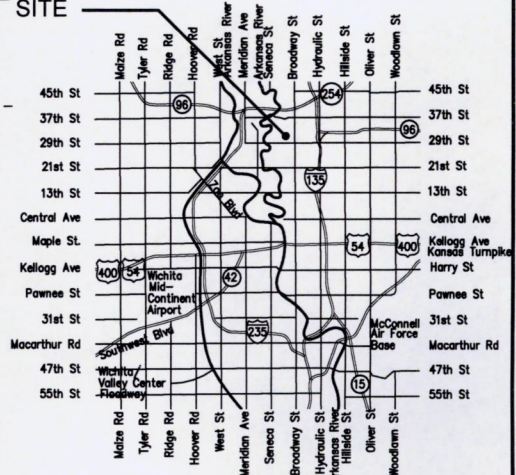 SITE
Maize Rd
Tyler Rd
Ridge Rd
Hoover Rd
West St
Arkansas River
Meridian Ave
Arkansas River
Seneca St
Broadway St
Hydraulic St
Hillside St
Oliver St
Woodlawn St
45th St
254
45th St
96
37th St
37th St
96
29th St
29th St
21st St
21st St
135
13th St
13th St
Zoo Blvd
Central Ave
Central Ave
Maple St.
54
400
Kellogg Ave
Kansas Turnpike
Kellogg Ave
400
54
Wichita
Mid-
Continent
Airport
42
Harry St
Pawnee St
Pawnee St
31st St
235
McConnell
Air Force
Base
31st St
Macarthur Rd
Southwest Blvd
Macarthur Rd
47th St
Wichita/
Valley Center
Floodway
47th St
15
55th St
55th St
Maize Rd
Tyler Rd
Ridge Rd
Hoover Rd
West St
Meridian Ave
Seneca St
Broadway St
Hydraulic St
Arkansas River
Hillside St
Oliver St
Woodlawn St